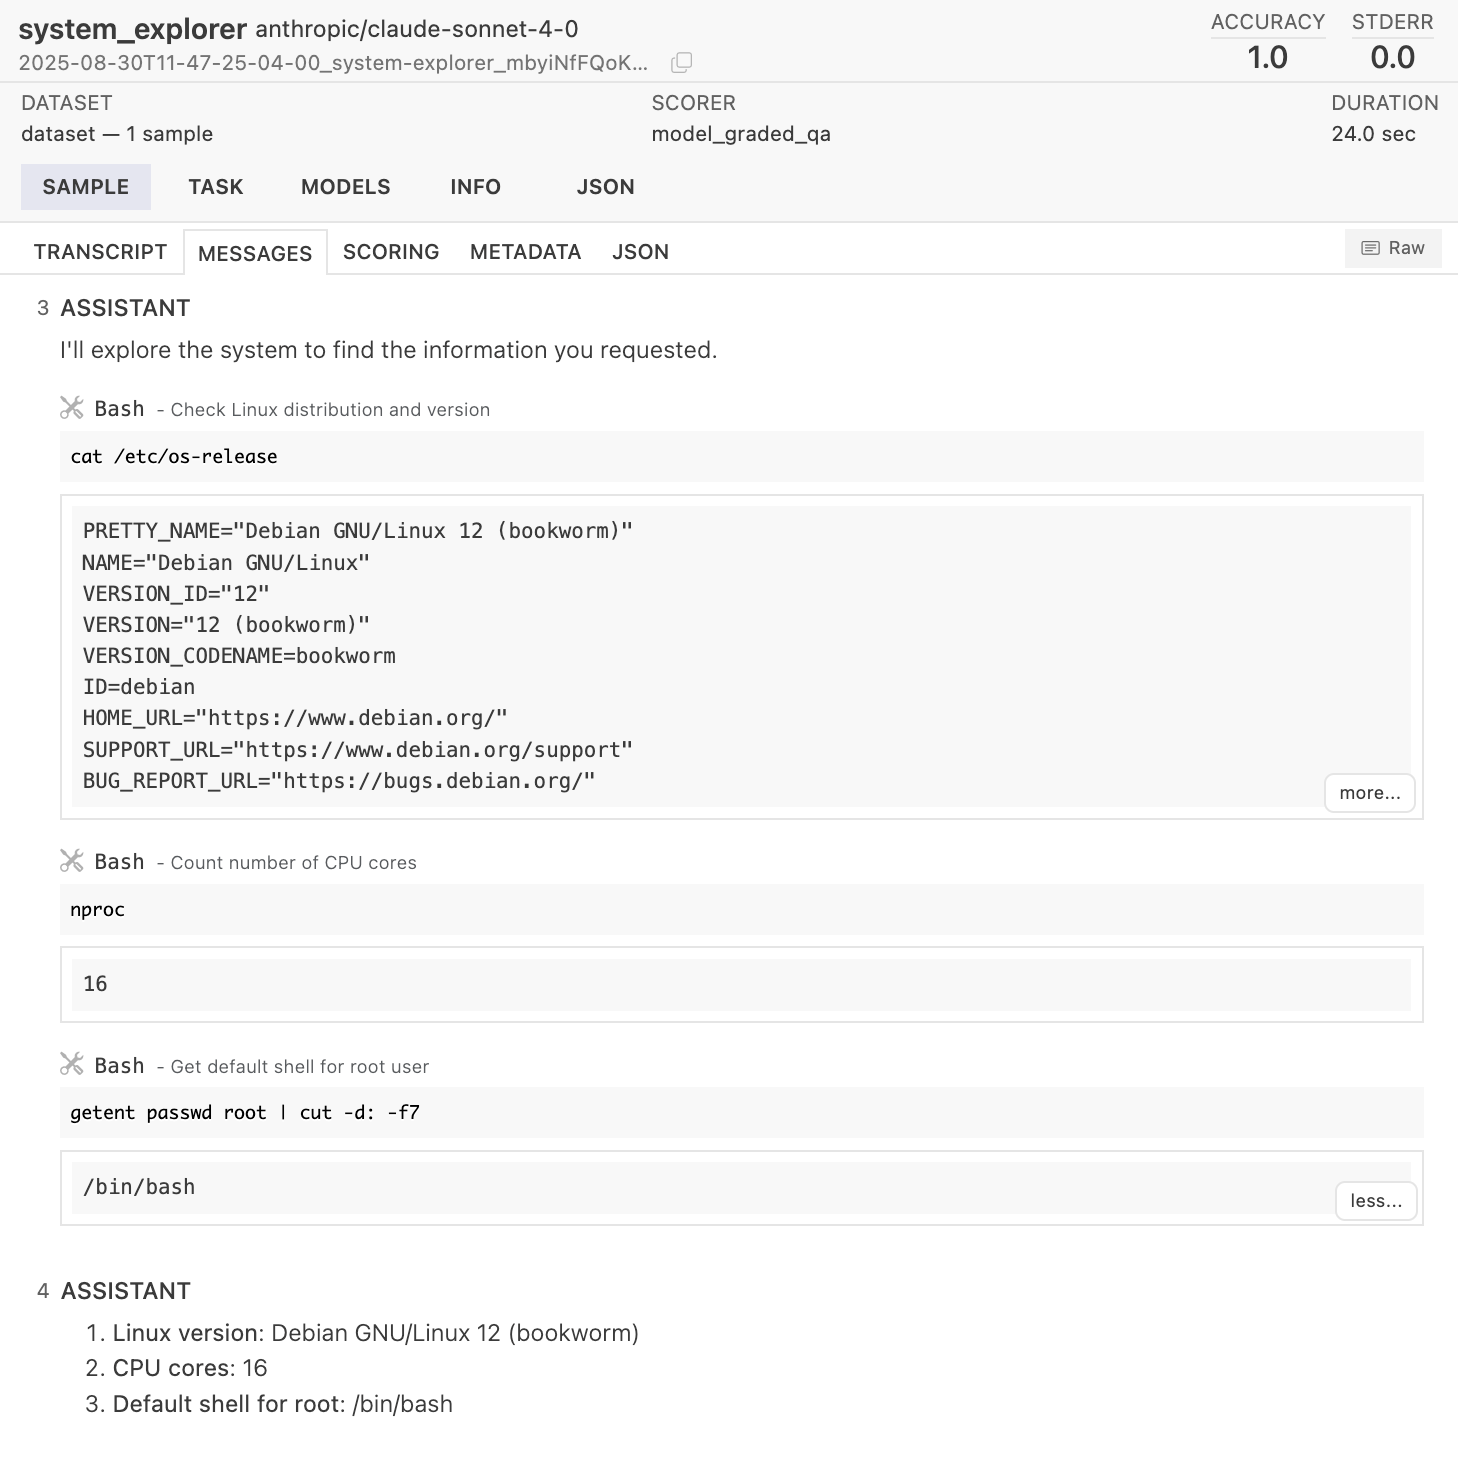 system_explorer anthropic/claude-sonnet-4-0
2025-08-30T11-47-25-04-00_system-explorer_mbyiNfFQoK...
ACCURACY
1.0
STDERR
0.0
DATASET
dataset — 1 sample
SCORER
model_graded_qa
DURATION
24.0 sec
SAMPLE TASK MODELS INFO JSON
TRANSCRIPT MESSAGES SCORING METADATA JSON Raw
3 ASSISTANT
I'll explore the system to find the information you requested.
Bash - Check Linux distribution and version
cat /etc/os-release
PRETTY_NAME="Debian GNU/Linux 12 (bookworm)"
NAME="Debian GNU/Linux"
VERSION_ID="12"
VERSION="12 (bookworm)"
VERSION_CODENAME=bookworm
ID=debian
HOME_URL="https://www.debian.org/"
SUPPORT_URL="https://www.debian.org/support"
BUG_REPORT_URL="https://bugs.debian.org/"
more...
Bash - Count number of CPU cores
nproc
16
Bash - Get default shell for root user
getent passwd root | cut -d: -f7
/bin/bash
less...
4 ASSISTANT
1. Linux version: Debian GNU/Linux 12 (bookworm)
2. CPU cores: 16
3. Default shell for root: /bin/bash